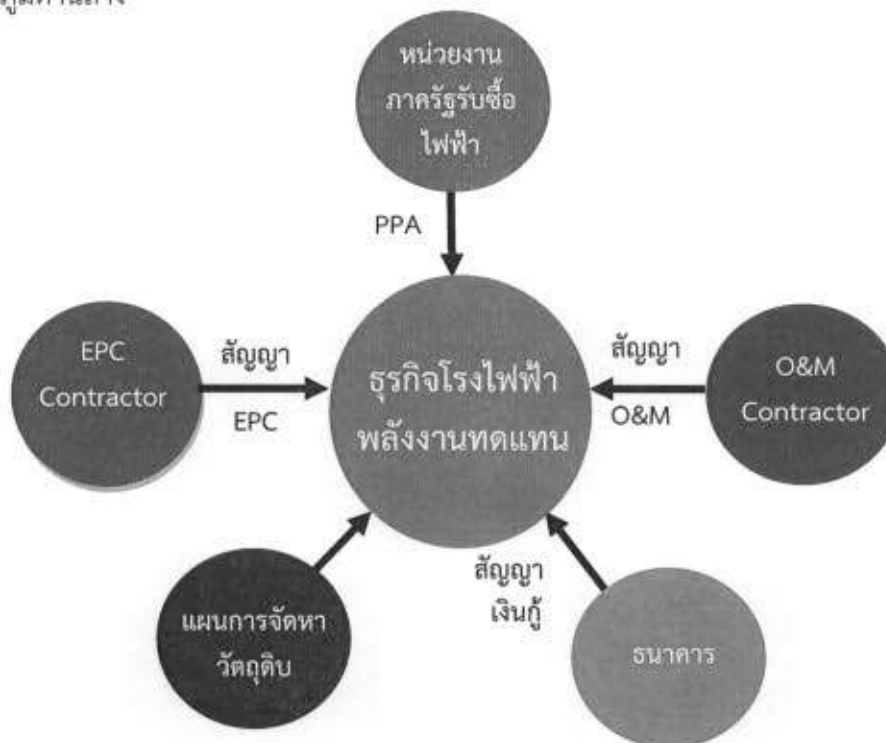 หน่วยงาน
ภาครัฐรับซื้อ
ไฟฟ้า
PPA
EPC
Contractor
สัญญา
EPC
ธุรกิจโรงไฟฟ้า
พลังงานทดแทน
สัญญา
O&M
O&M
Contractor
แผนการจัดหา
วัตถุดิบ
สัญญา
เงินกู้
ธนาคาร